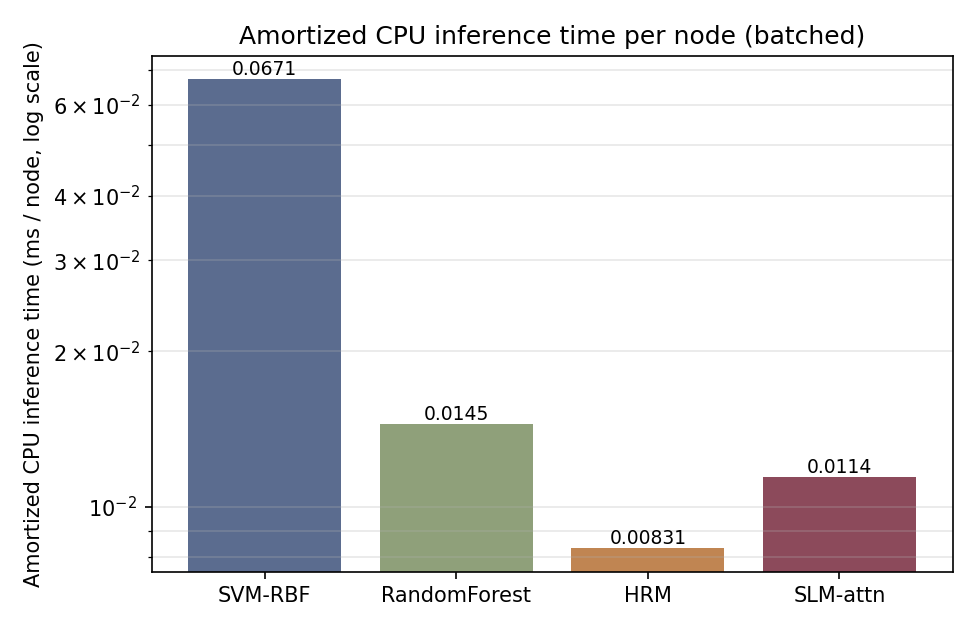 Amortized CPU inference time per node (batched)
Amortized CPU inference time (ms / node, log scale)
6 × 10⁻²
4 × 10⁻²
3 × 10⁻²
2 × 10⁻²
10⁻²
0.0671
0.0145
0.00831
0.0114
SVM-RBF
RandomForest
HRM
SLM-attn